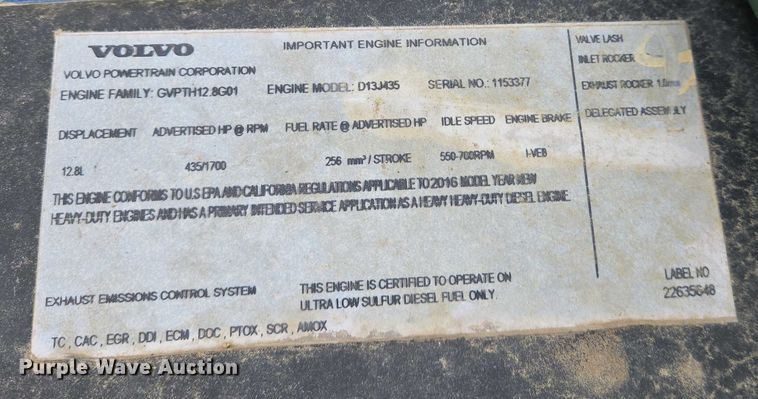 VOLVO
IMPORTANT ENGINE INFORMATION
VOLVO POWERTRAIN CORPORATION
ENGINE FAMILY: GVPTH12.8G01 ENGINE MODEL: D13J435 SERIAL NO.: 1153377
DISPLACEMENT ADVERTISED HP @ RPM FUEL RATE @ ADVERTISED HP IDLE SPEED ENGINE BRAKE
12.8L 435/1700 256 mm³ / STROKE 550-700RPM I-VEB
THIS ENGINE CONFORMS TO U.S EPA AND CALIFORNIA REGULATIONS APPLICABLE TO 2016 MODEL YEAR NEW
HEAVY-DUTY ENGINES AND HAS A PRIMARY INTENDED SERVICE APPLICATION AS A HEAVY HEAVY-DUTY DIESEL ENGINE.
EXHAUST EMISSIONS CONTROL SYSTEM
THIS ENGINE IS CERTIFIED TO OPERATE ON
ULTRA LOW SULFUR DIESEL FUEL ONLY.
TC , CAC , EGR , DDI , ECM , DOC , PTOX , SCR , AMOX
VALVE LASH
INLET ROCKER
EXHAUST ROCKER
DELEGATED ASSEMBLY
LABEL NO
22635648
Purple Wave Auction